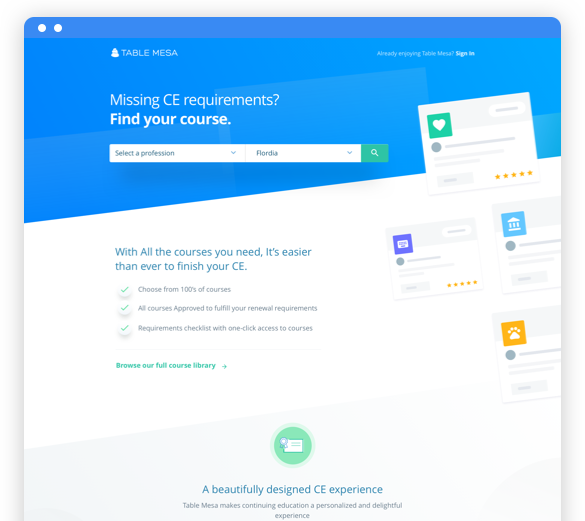 TABLE MESA
Already enjoying Table Mesa? Sign In
Missing CE requirements?
Find your course.
Select a profession
Flordia
With All the courses you need, It's easier
than ever to finish your CE.
Choose from 100's of courses
All courses Approved to fulfill your renewal requirements
Requirements checklist with one-click access to courses
Browse our full course library →
A beautifully designed CE experience
Table Mesa makes continuing education a personalized and delightful
experience